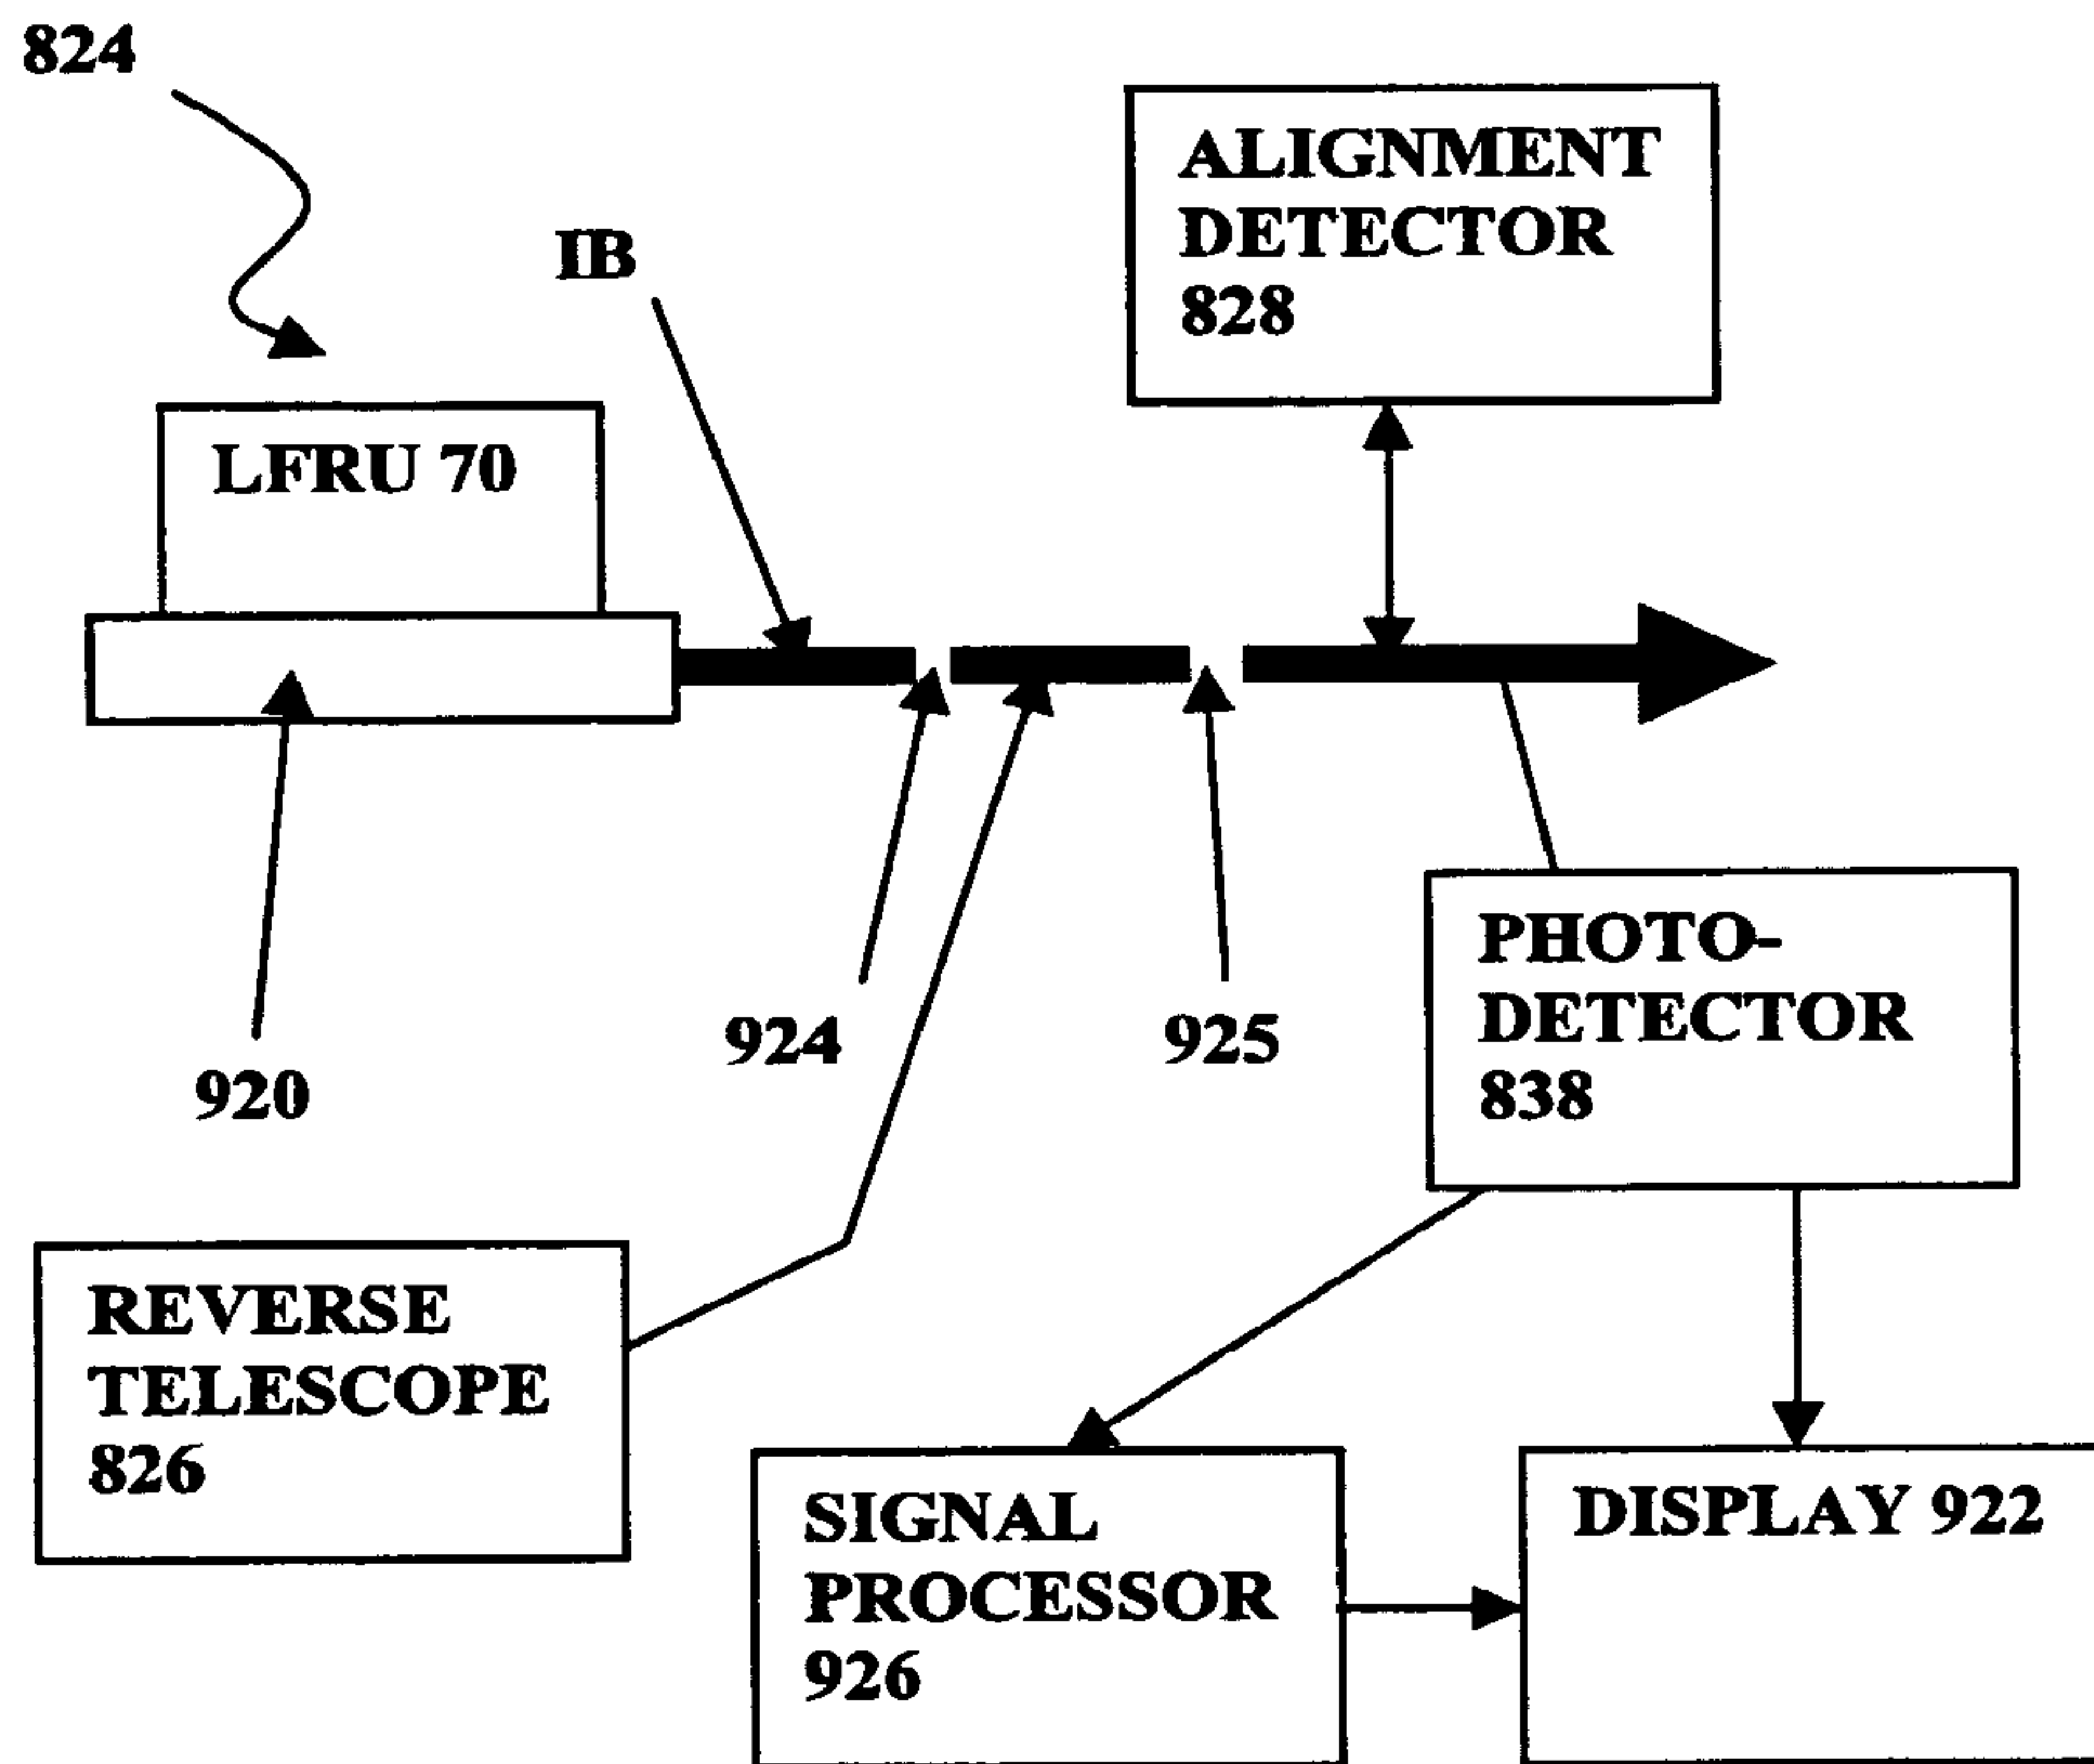 824
ALIGNMENT
DETECTOR
828
IB
LFRU 70
PHOTO-
DETECTOR
838
924
925
920
REVERSE
TELESCOPE
826
SIGNAL
PROCESSOR
926
DISPLAY 922